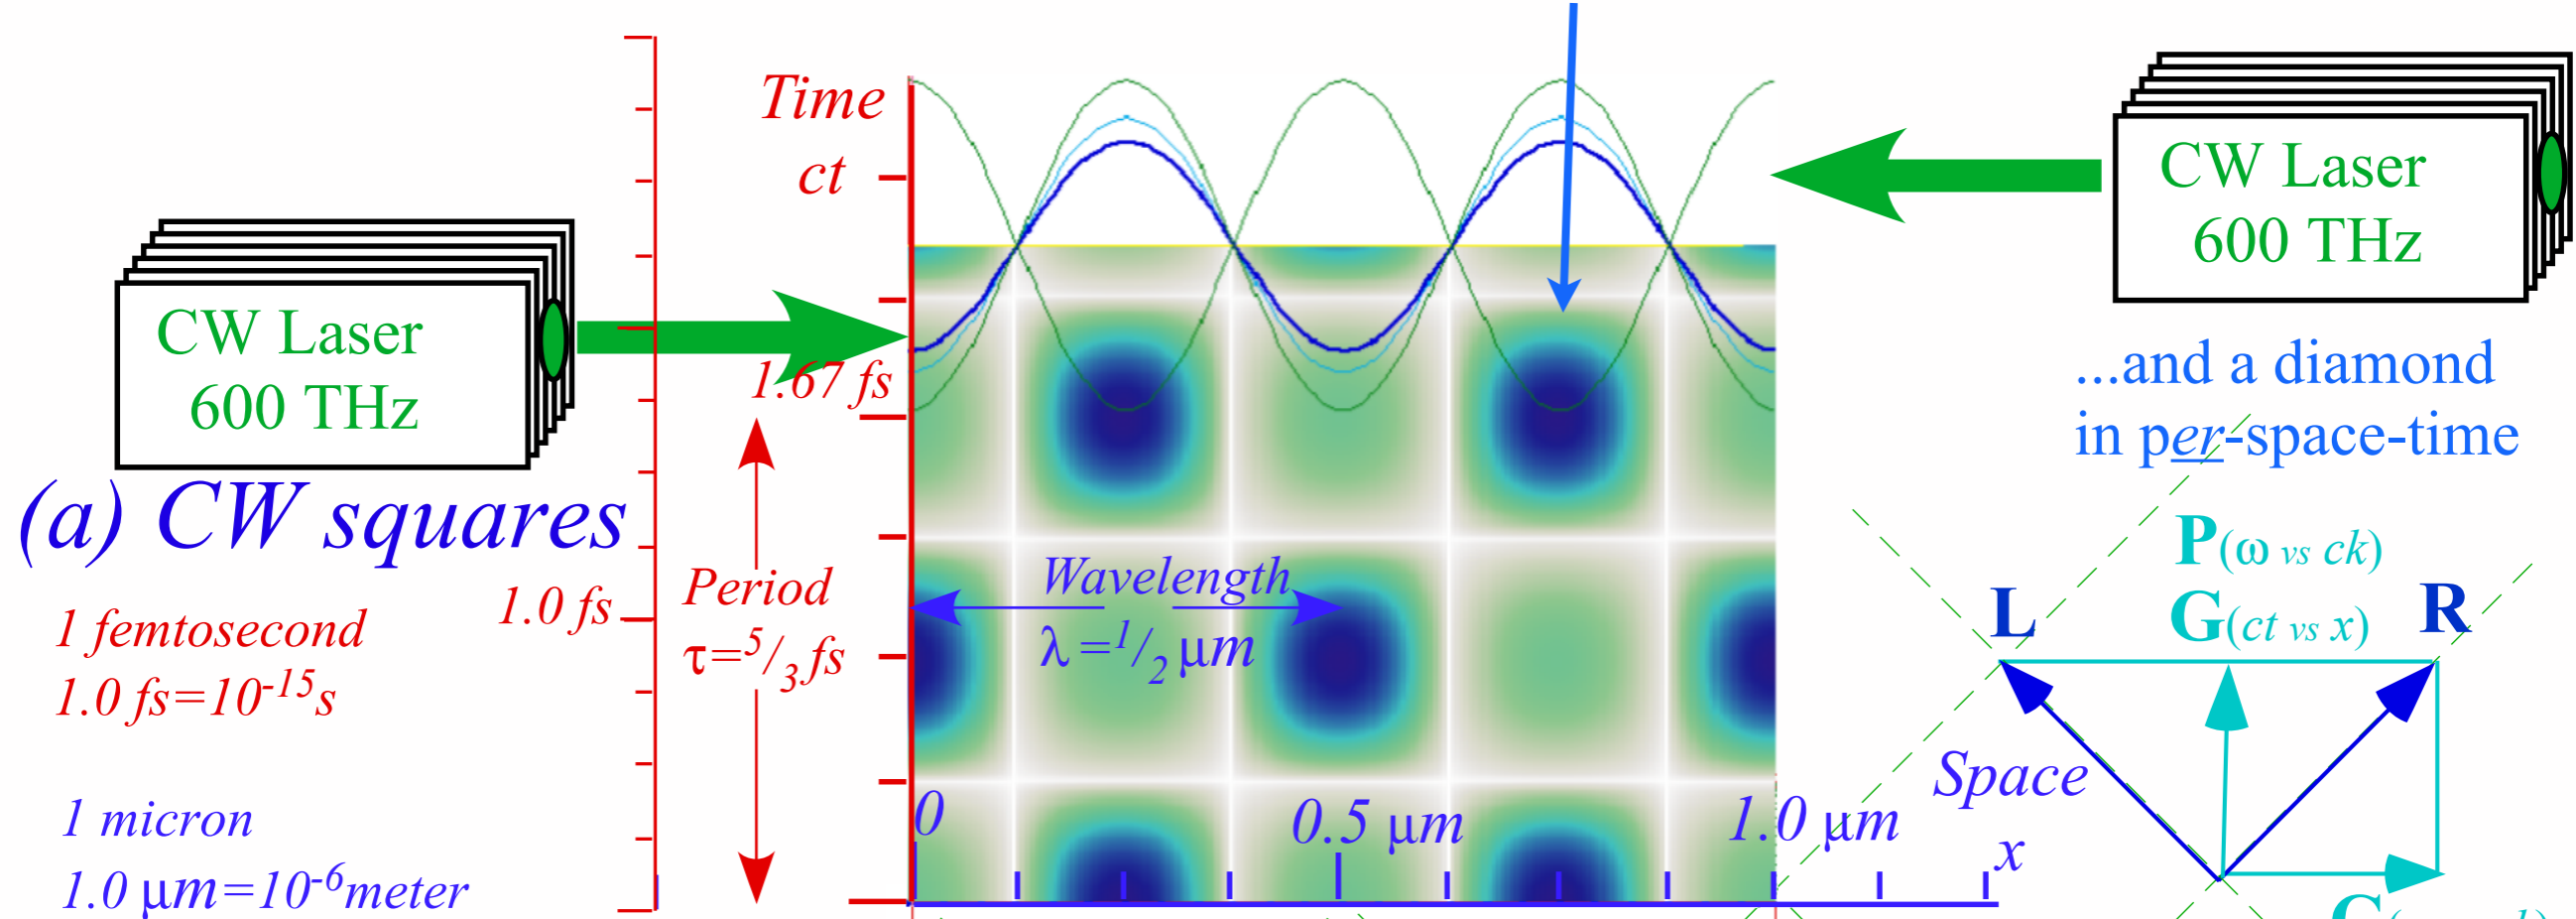 Time
ct
CW Laser
600 THz
CW Laser
600 THz
1.67 fs
...and a diamond
in per-space-time
(a) CW squares
1 femtosecond
1.0 fs=10⁻¹⁵s
1.0 fs
Period
τ=⁵/₃fs
Wavelength
λ=¹/₂ μm
P(ω vs ck)
G(ct vs x)
L
R
1 micron
1.0 μm=10⁻⁶meter
0
0.5 μm
1.0 μm
Space
x